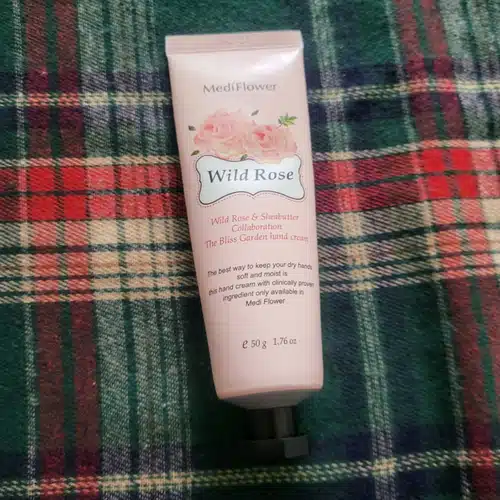 MediFlower
Wild Rose
Wild Rose & Sheabutter
Collaboration
The Bliss Garden hand cream
The best way to keep your dry hands
soft and moist is
this hand cream with clinically proven
ingredient only available in
Medi Flower
e 50 g 1.76 oz